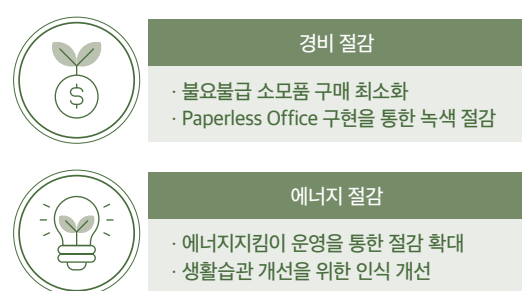 경비 절감
· 불요불급 소모품 구매 최소화
· Paperless Office 구현을 통한 녹색 절감
에너지 절감
· 에너지지킴이 운영을 통한 절감 확대
· 생활습관 개선을 위한 인식 개선